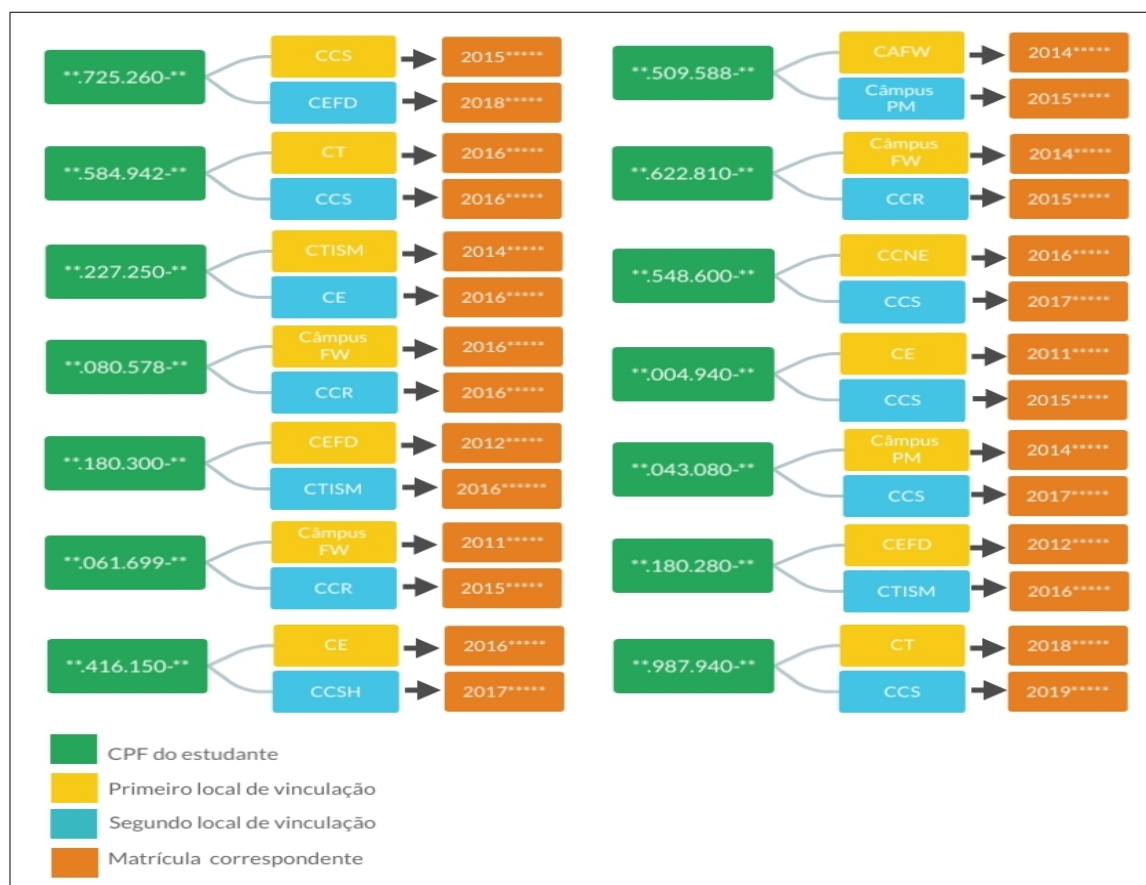 **.725.260-**
CCS
2015*****
CEFD
2018*****
**.584.942-**
CT
2016*****
CCS
2016*****
**.227.250-**
CTISM
2014*****
CE
2016*****
**.080.578-**
Câmpus
FW
2016*****
CCR
2016*****
**.180.300-**
CEFD
2012*****
CTISM
2016******
**.061.699-**
Câmpus
FW
2011*****
CCR
2015*****
**.416.150-**
CE
2016*****
CCSH
2017*****
**.509.588-**
CAFW
2014*****
Câmpus
PM
2015*****
**.622.810-**
Câmpus
FW
2014*****
CCR
2015*****
**.548.600-**
CCNE
2016*****
CCS
2017*****
**.004.940-**
CE
2011*****
CCS
2015*****
**.043.080-**
Câmpus
PM
2014*****
CCS
2017*****
**.180.280-**
CEFD
2012*****
CTISM
2016*****
**.987.940-**
CT
2018*****
CCS
2019*****
CPF do estudante
Primeiro local de vinculação
Segundo local de vinculação
Matrícula correspondente